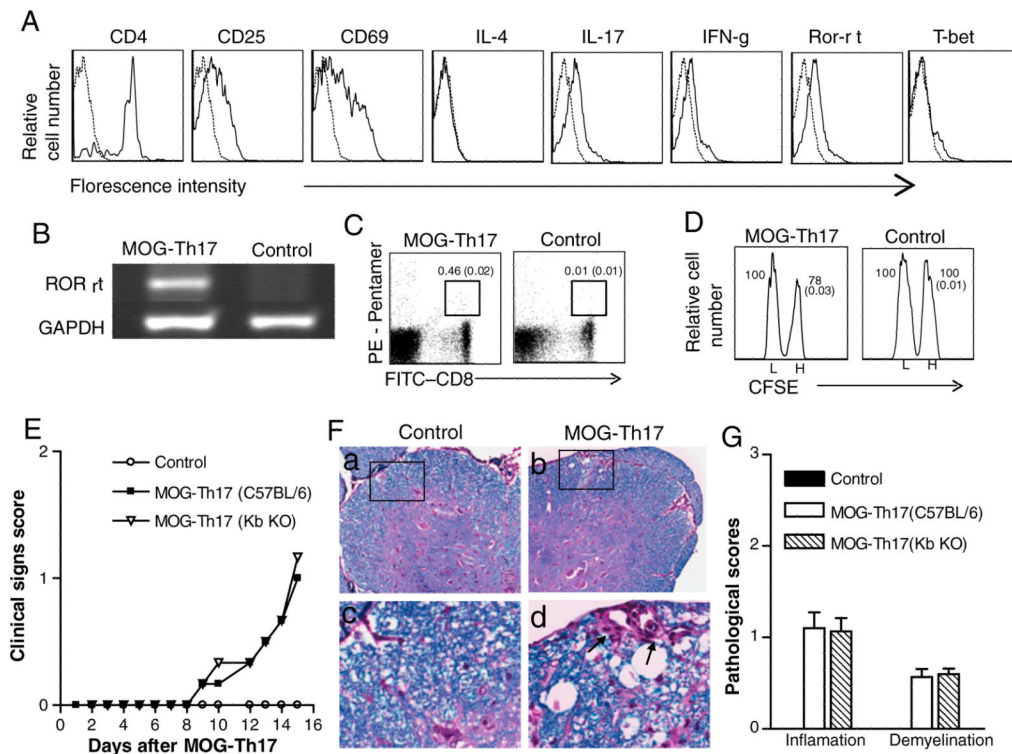 A
CD4 CD25 CD69 IL-4 IL-17 IFN-g Ror-r t T-bet
Relative
cell number
Florescence intensity
B
MOG-Th17 Control
ROR rt
GAPDH
C
MOG-Th17 Control
0.46 (0.02) 0.01 (0.01)
PE - Pentamer
FITC–CD8
D
MOG-Th17 Control
Relative cell
number
100 78
(0.03)
100 100
(0.01)
L H L H
CFSE
E
Clinical signs score
2
1
0
Control
MOG-Th17 (C57BL/6)
MOG-Th17 (Kb KO)
0 2 4 6 8 10 12 14 16
Days after MOG-Th17
F
Control MOG-Th17
a b
c d
G
Pathological scores
3
2
1
0
Control
MOG-Th17(C57BL/6)
MOG-Th17(Kb KO)
Inflamation Demyelination